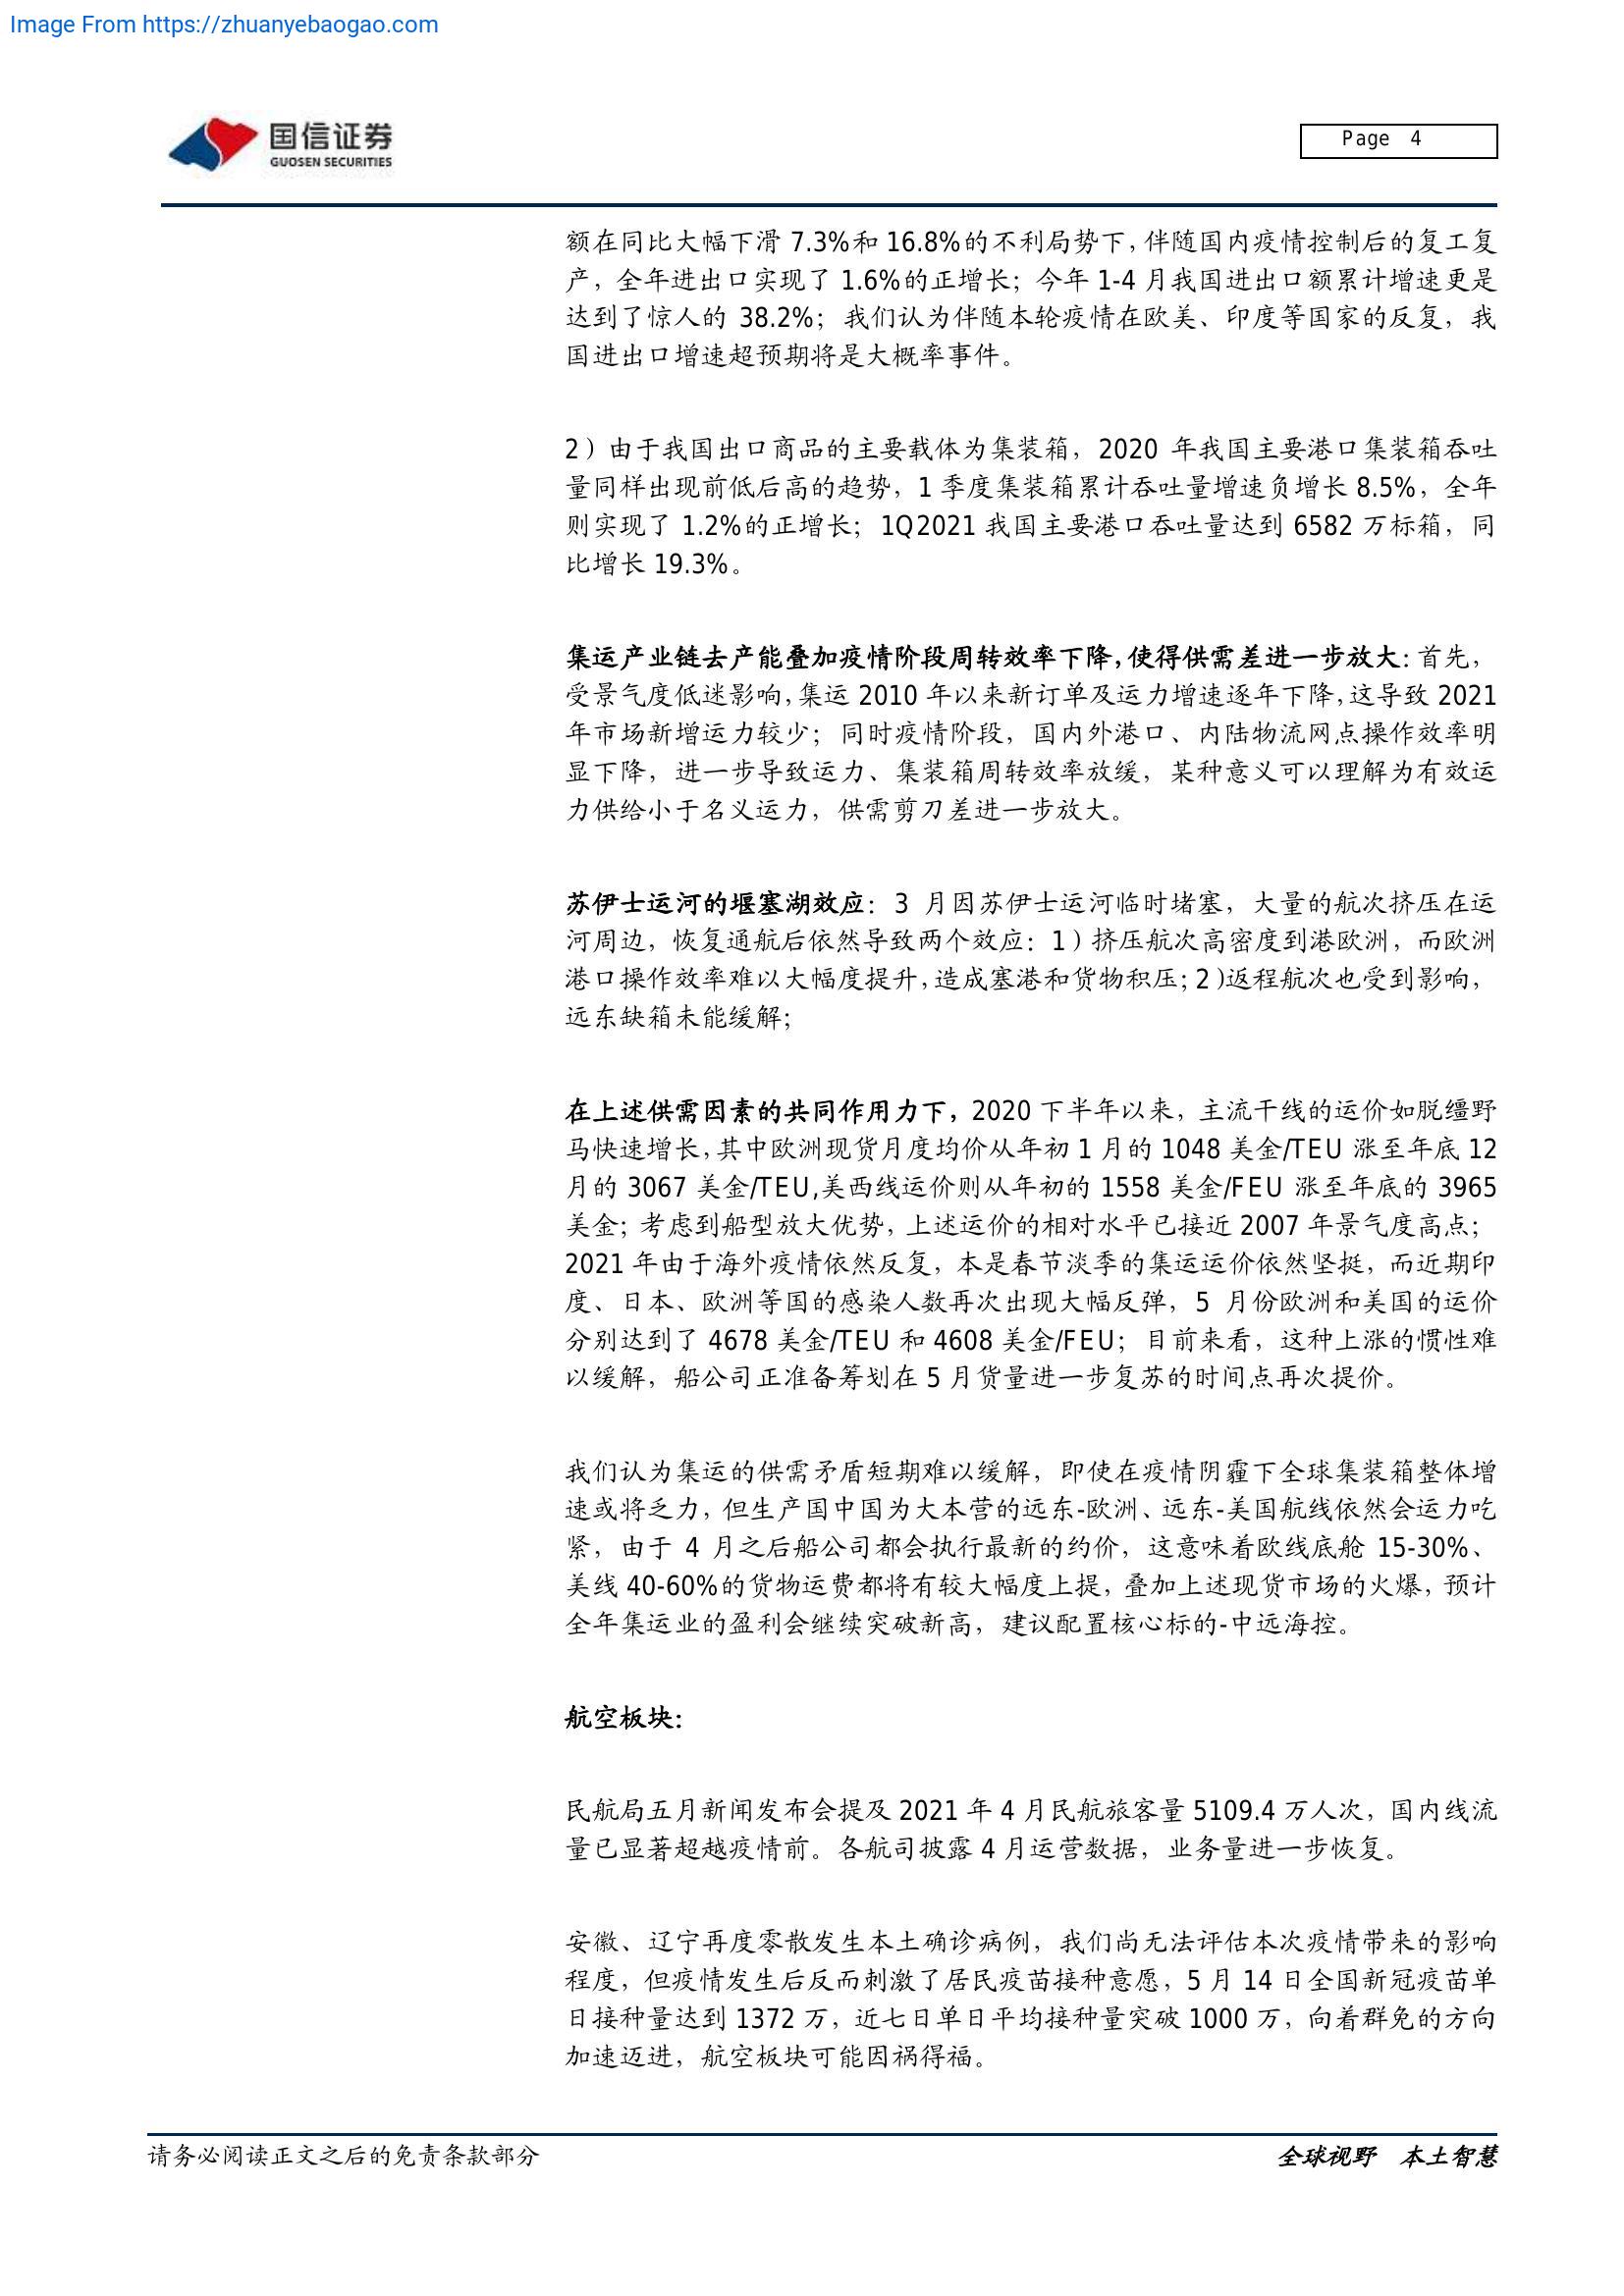 Image From https://zhuanyebaogao.com
国信证券
GUOSEN SECURITIES
Page 4
额在同比大幅下滑 7.3%和 16.8%的不利局势下，伴随国内疫情控制后的复工复
产，全年进出口实现了 1.6%的正增长；今年 1-4 月我国进出口额累计增速更是
达到了惊人的 38.2%；我们认为伴随本轮疫情在欧美、印度等国家的反复，我
国进出口增速超预期将是大概率事件。
2）由于我国出口商品的主要载体为集装箱，2020 年我国主要港口集装箱吞吐
量同样出现前低后高的趋势，1 季度集装箱累计吞吐量增速负增长 8.5%，全年
则实现了 1.2%的正增长；1Q2021 我国主要港口吞吐量达到 6582 万标箱，同
比增长 19.3%。
集运产业链去产能叠加疫情阶段周转效率下降，使得供需差进一步放大：首先，
受景气度低迷影响，集运 2010 年以来新订单及运力增速逐年下降，这导致 2021
年市场新增运力较少；同时疫情阶段，国内外港口、内陆物流网点操作效率明
显下降，进一步导致运力、集装箱周转效率放缓，某种意义可以理解为有效运
力供给小于名义运力，供需剪刀差进一步放大。
苏伊士运河的堰塞湖效应：3 月因苏伊士运河临时堵塞，大量的航次挤压在运
河周边，恢复通航后依然导致两个效应：1）挤压航次高密度到港欧洲，而欧洲
港口操作效率难以大幅度提升，造成塞港和货物积压；2）返程航次也受到影响，
远东缺箱未能缓解；
在上述供需因素的共同作用力下，2020 下半年以来，主流干线的运价如脱缰野
马快速增长，其中欧洲现货月度均价从年初 1 月的 1048 美金/TEU 涨至年底 12
月的 3067 美金/TEU,美西线运价则从年初的 1558 美金/FEU 涨至年底的 3965
美金；考虑到船型放大优势，上述运价的相对水平已接近 2007 年景气度高点；
2021 年由于海外疫情依然反复，本是春节淡季的集运运价依然坚挺，而近期印
度、日本、欧洲等国的感染人数再次出现大幅反弹，5 月份欧洲和美国的运价
分别达到了 4678 美金/TEU 和 4608 美金/FEU；目前来看，这种上涨的惯性难
以缓解，船公司正准备筹划在 5 月货量进一步复苏的时间点再次提价。
我们认为集运的供需矛盾短期难以缓解，即使在疫情阴霾下全球集装箱整体增
速或将乏力，但生产国中国为大本营的远东-欧洲、远东-美国航线依然会运力吃
紧，由于 4 月之后船公司都会执行最新的约价，这意味着欧线底舱 15-30%、
美线 40-60%的货物运费都将有较大幅度上提，叠加上述现货市场的火爆，预计
全年集运业的盈利会继续突破新高，建议配置核心标的-中远海控。
航空板块：
民航局五月新闻发布会提及 2021 年 4 月民航旅客量 5109.4 万人次，国内线流
量已显著超越疫情前。各航司披露 4 月运营数据，业务量进一步恢复。
安徽、辽宁再度零散发生本土确诊病例，我们尚无法评估本次疫情带来的影响
程度，但疫情发生后反而刺激了居民疫苗接种意愿，5 月 14 日全国新冠疫苗单
日接种量达到 1372 万，近七日单日平均接种量突破 1000 万，向着群免的方向
加速迈进，航空板块可能因祸得福。
请务必阅读正文之后的免责条款部分
全球视野 本土智慧